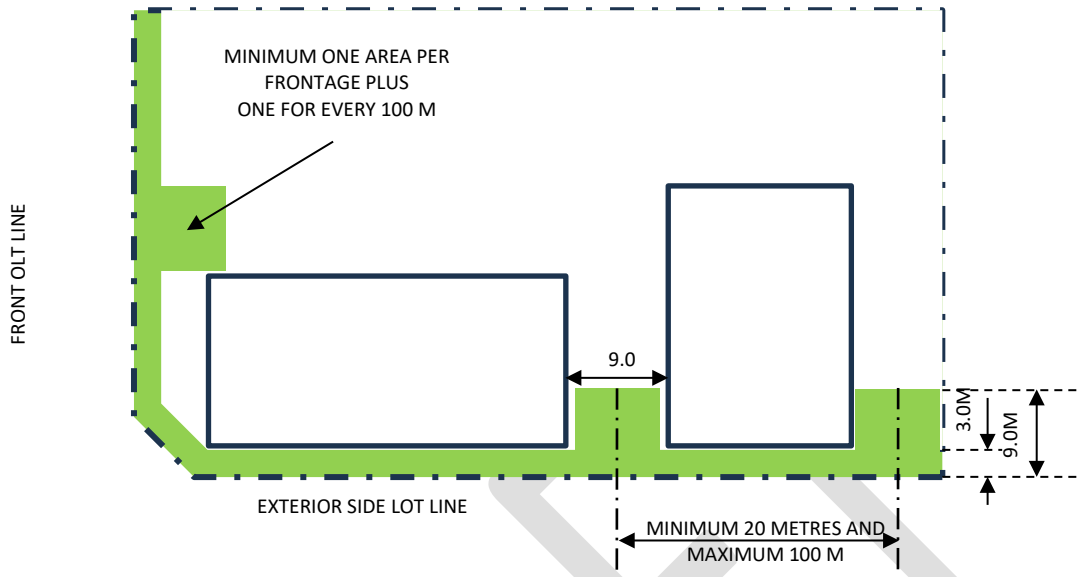 MINIMUM ONE AREA PER
FRONTAGE PLUS
ONE FOR EVERY 100 M
FRONT OLT LINE
9.0
3.0M
9.0M
EXTERIOR SIDE LOT LINE
MINIMUM 20 METRES AND
MAXIMUM 100 M